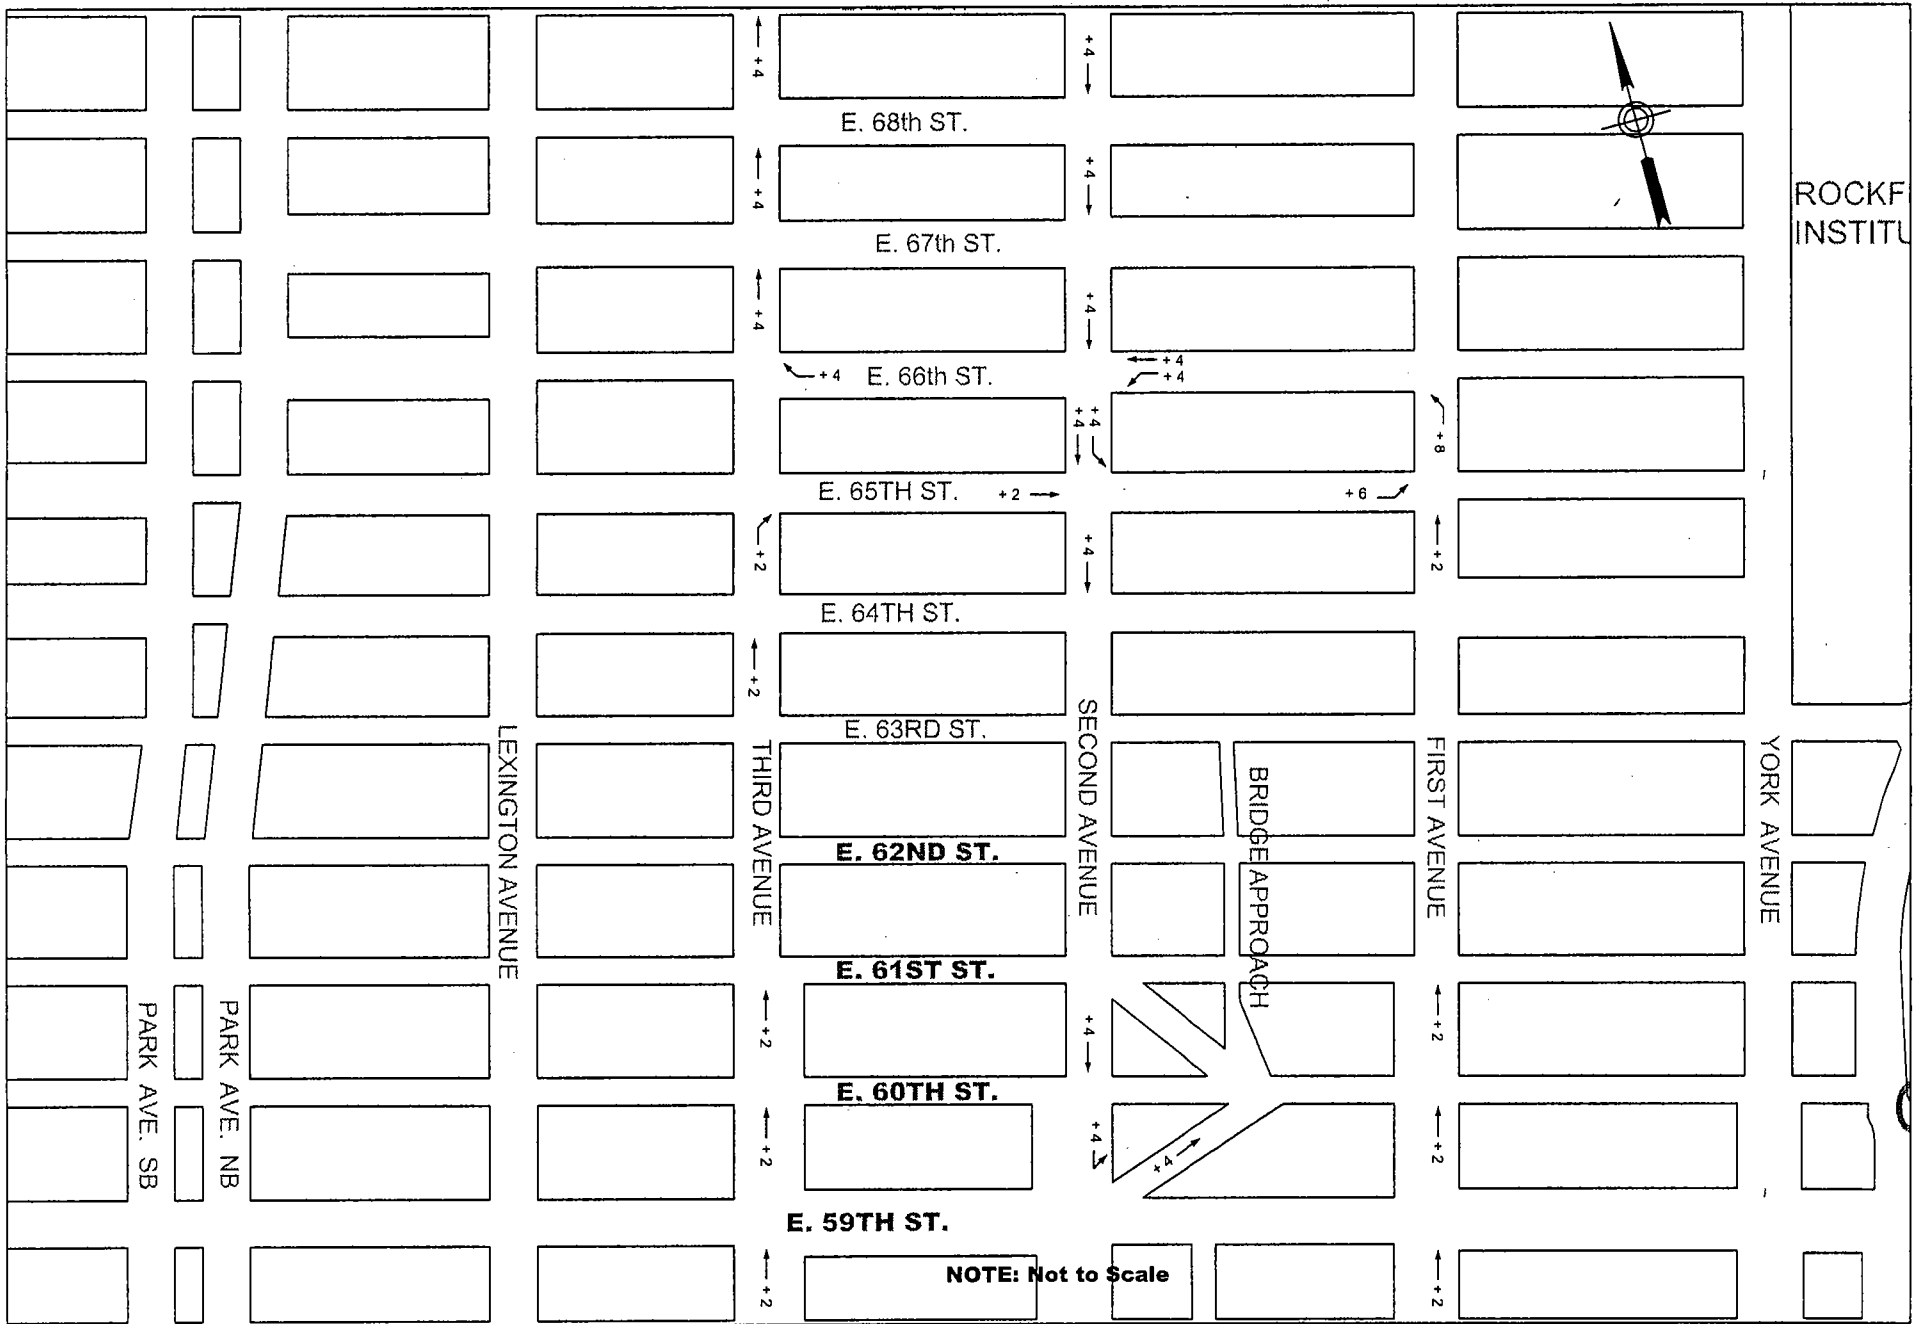 +4
+4
E. 68th ST.
+4
+4
ROCKF
INSTITU
E. 67th ST.
+4
+4
+4
+4
E. 66th ST.
+4
+4
+4
+8
E. 65TH ST.
+2
+6
+2
+4
+2
E. 64TH ST.
+2
E. 63RD ST.
LEXINGTON AVENUE
THIRD AVENUE
SECOND AVENUE
BRIDGE APPROACH
FIRST AVENUE
YORK AVENUE
E. 62ND ST.
E. 61ST ST.
PARK AVE. SB
PARK AVE. NB
+2
+4
+2
E. 60TH ST.
+2
+4
+4
+2
E. 59TH ST.
+2
NOTE: Not to Scale
+2